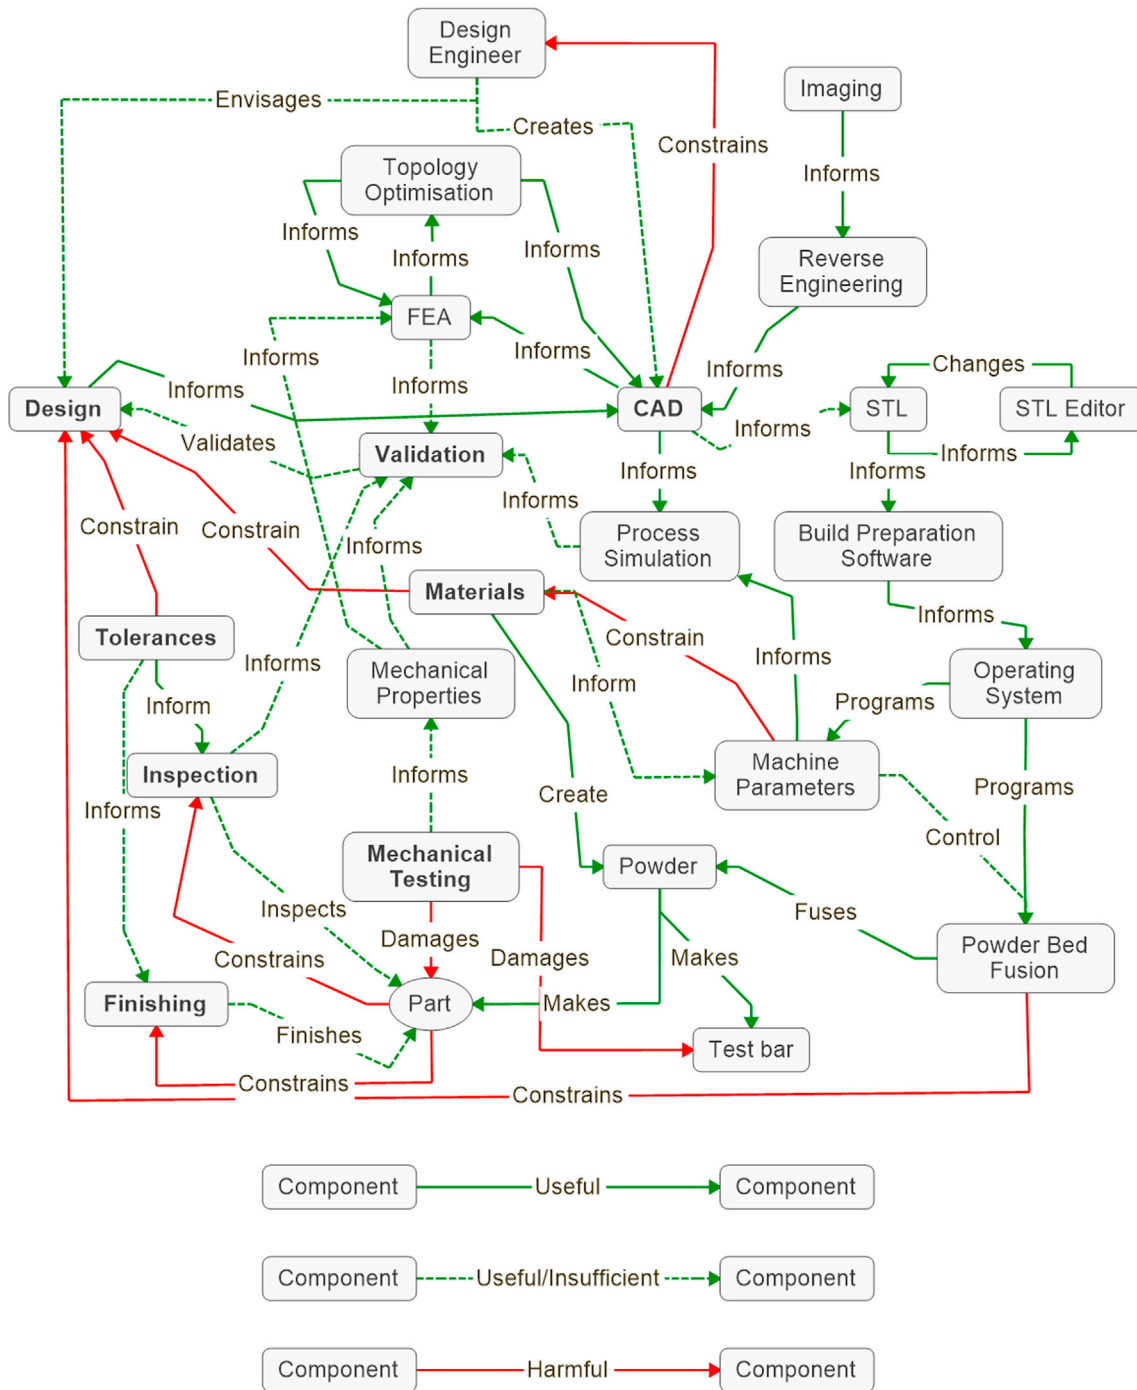 Design
Engineer
Imaging
Envisages
Creates
Constrains
Topology
Optimisation
Informs
Informs
Informs
Informs
Reverse
Engineering
FEA
Informs
Informs
Informs
Informs
Changes
Design
Informs
CAD
STL
STL Editor
Validates
Validation
Informs
Informs
Informs
Informs
Informs
Constrain
Constrain
Informs
Process
Simulation
Build Preparation
Software
Materials
Tolerances
Constrain
Informs
Informs
Informs
Mechanical
Properties
Inform
Operating
System
Inform
Programs
Inspection
Machine
Parameters
Informs
Informs
Create
Programs
Control
Mechanical
Testing
Powder
Inspects
Fuses
Damages
Damages
Makes
Constrains
Powder Bed
Fusion
Finishing
Part
Makes
Finishes
Test bar
Constrains
Constrains
Component
Useful
Component
Component
Useful/Insufficient
Component
Component
Harmful
Component